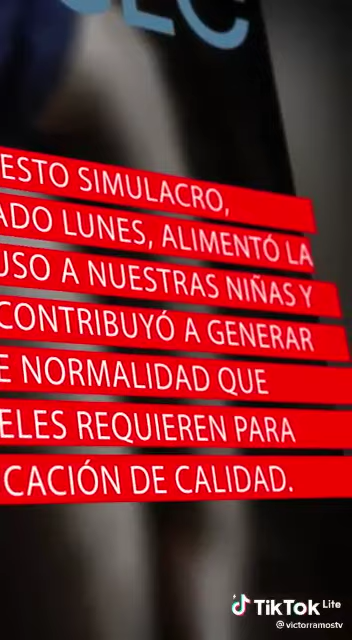 ESTO SIMULACRO,
ADO LUNES, ALIMENTÓ LA
USO A NUESTRAS NIÑAS Y
CONTRIBUYÓ A GENERAR
E NORMALIDAD QUE
ELES REQUIEREN PARA
CACIÓN DE CALIDAD.
TikTok Lite
@victorramostv